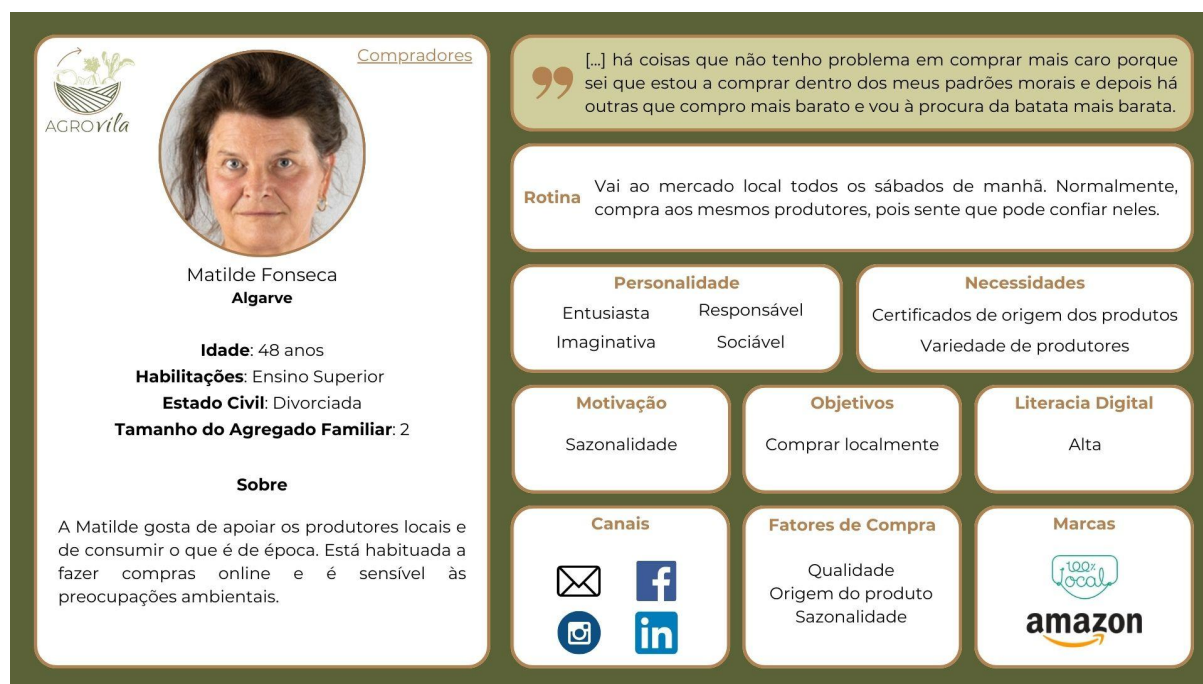 AGROvila
Compradores
Matilde Fonseca
Algarve
Idade: 48 anos
Habilitações: Ensino Superior
Estado Civil: Divorciada
Tamanho do Agregado Familiar: 2
Sobre
A Matilde gosta de apoiar os produtores locais e
de consumir o que é de época. Está habituada a
fazer compras online e é sensível às
preocupações ambientais.
[...] há coisas que não tenho problema em comprar mais caro porque
sei que estou a comprar dentro dos meus padrões morais e depois há
outras que compro mais barato e vou à procura da batata mais barata.
Rotina
Vai ao mercado local todos os sábados de manhã. Normalmente,
compra aos mesmos produtores, pois sente que pode confiar neles.
Personalidade
Entusiasta
Responsável
Imaginativa
Sociável
Necessidades
Certificados de origem dos produtos
Variedade de produtores
Motivação
Sazonalidade
Objetivos
Comprar localmente
Literacia Digital
Alta
Canais
f
in
Fatores de Compra
Qualidade
Origem do produto
Sazonalidade
Marcas
100%
local
amazon